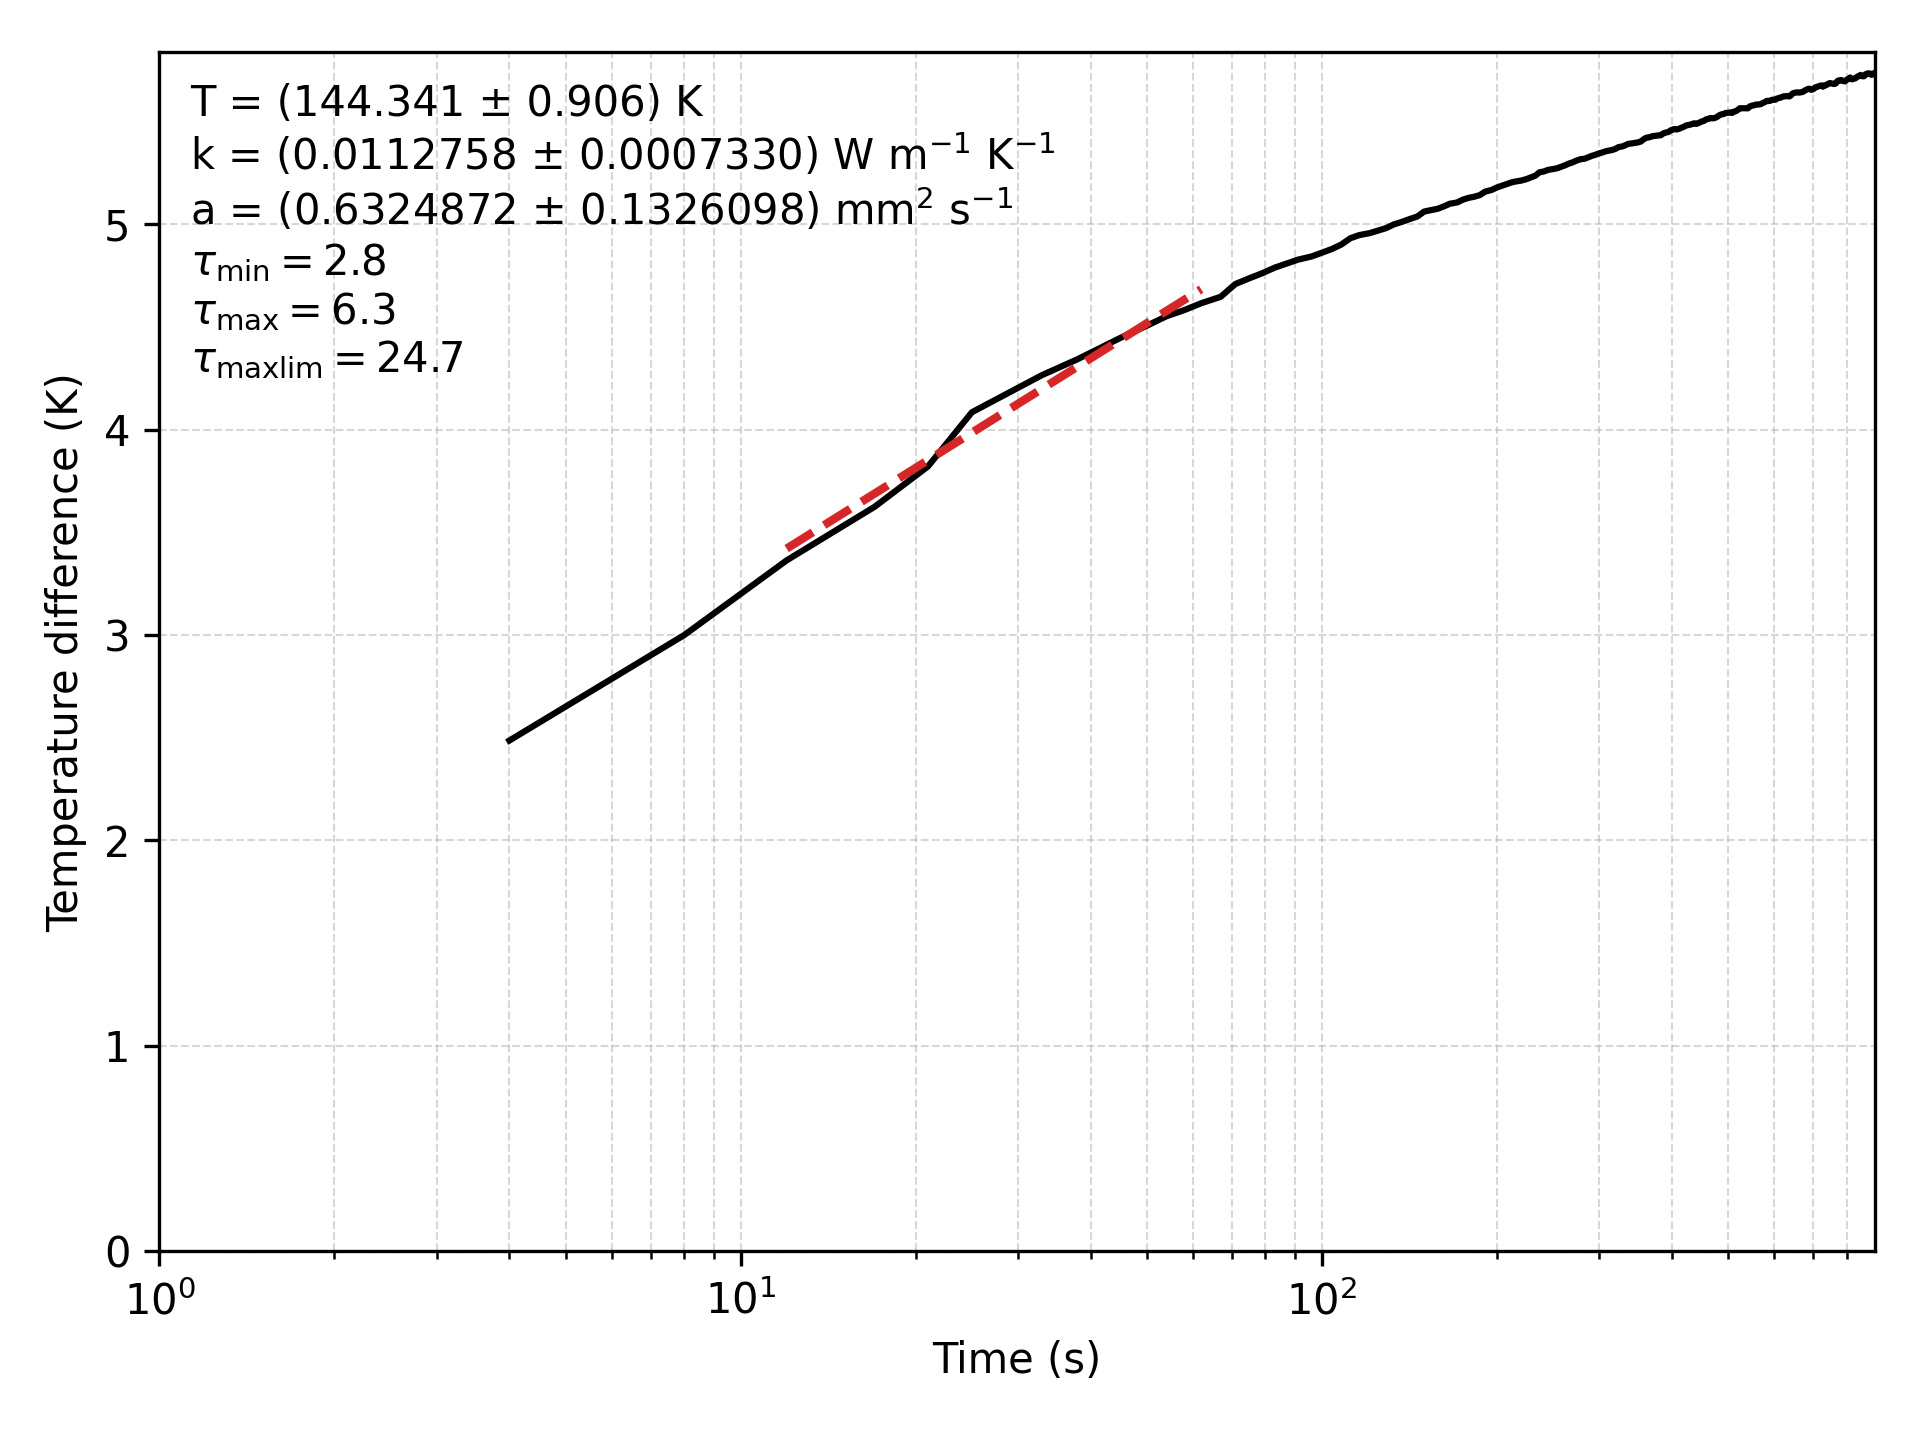 T = (144.341 ± 0.906) K
k = (0.0112758 ± 0.0007330) W m⁻¹ K⁻¹
a = (0.6324872 ± 0.1326098) mm² s⁻¹
τmin = 2.8
τmax = 6.3
τmaxlim = 24.7
Temperature difference (K)
5
4
3
2
1
0
10⁰ 10¹ 10²
Time (s)